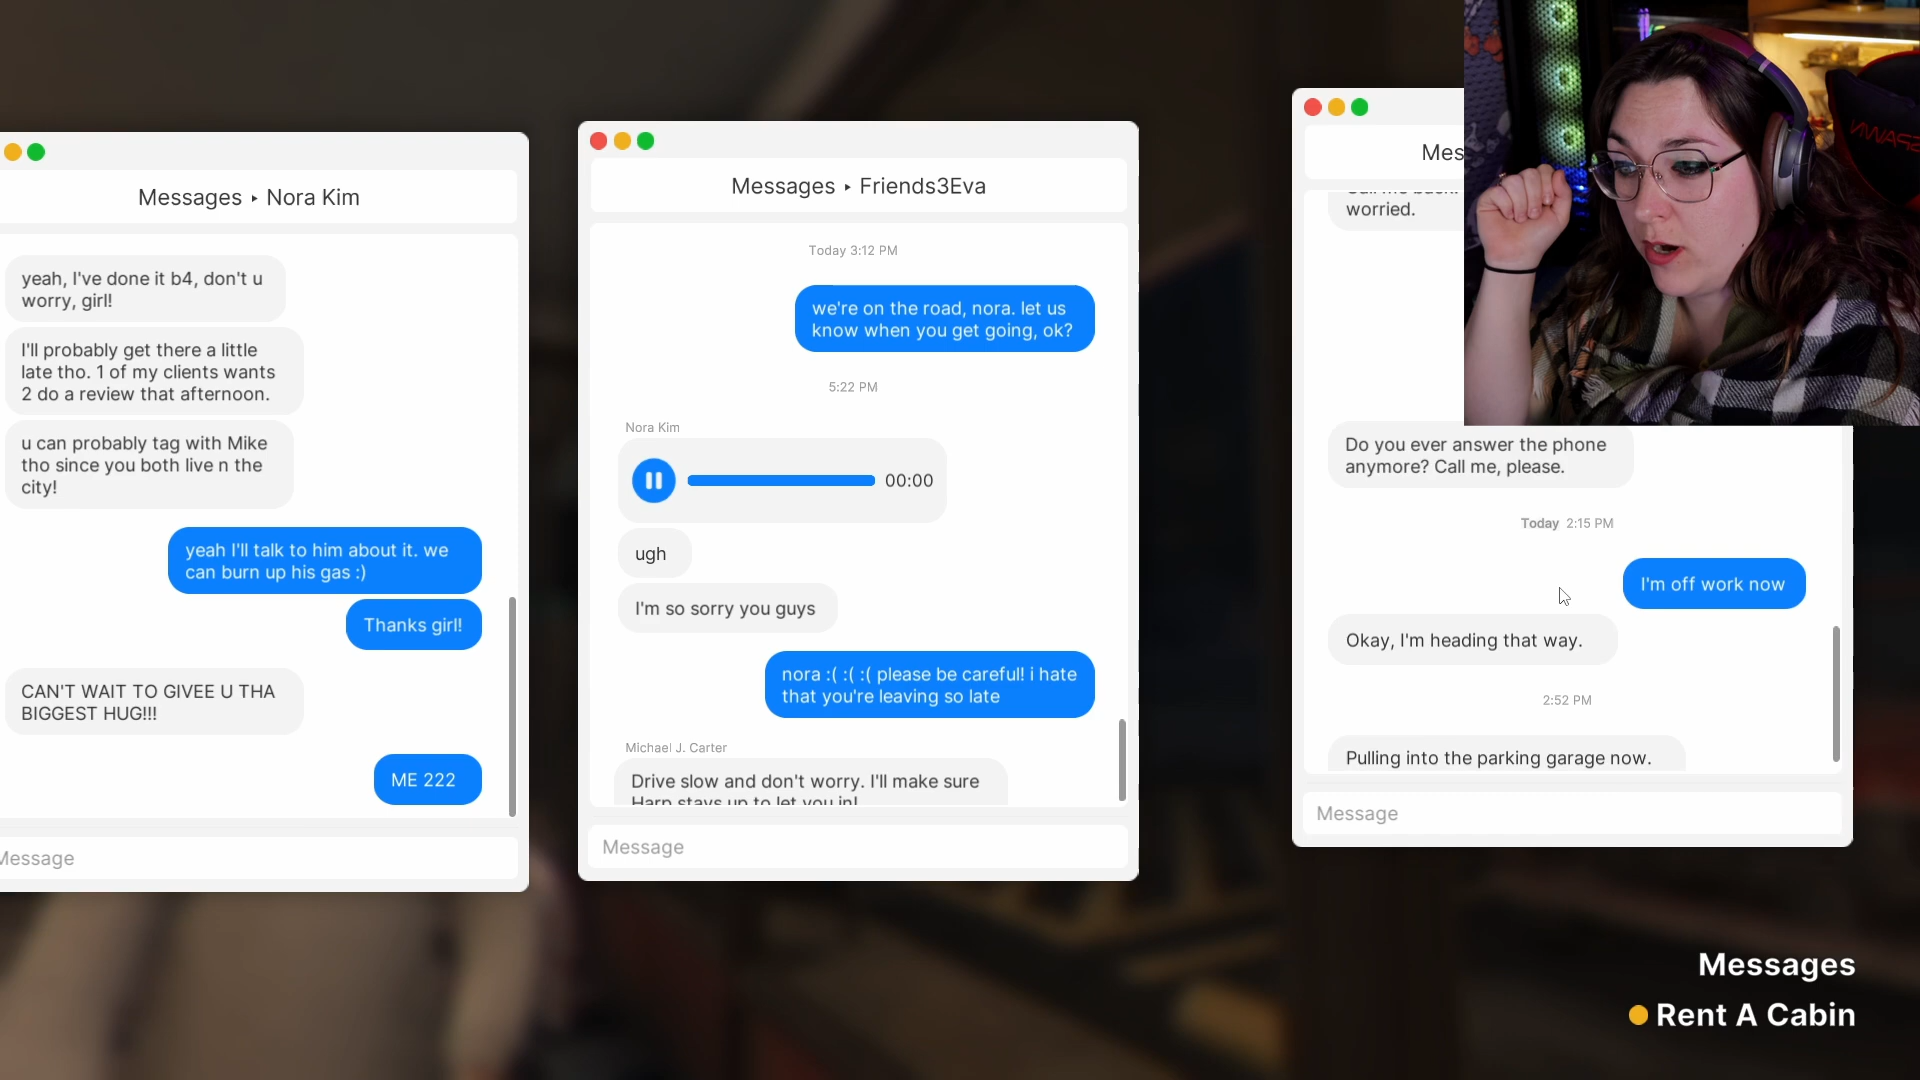 Messages ▸ Nora Kim
yeah, I've done it b4, don't u
worry, girl!
I'll probably get there a little
late tho. 1 of my clients wants
2 do a review that afternoon.
u can probably tag with Mike
tho since you both live n the
city!
yeah I'll talk to him about it. we
can burn up his gas :)
Thanks girl!
CAN'T WAIT TO GIVEE U THA
BIGGEST HUG!!!
ME 222
Message
Messages ▸ Friends3Eva
Today 3:12 PM
we're on the road, nora. let us
know when you get going, ok?
5:22 PM
Nora Kim
00:00
ugh
I'm so sorry you guys
nora :( :( :( please be careful! i hate
that you're leaving so late
Michael J. Carter
Drive slow and don't worry. I'll make sure
Harp stays up to let you in!
Message
Mes
worried.
Do you ever answer the phone
anymore? Call me, please.
Today 2:15 PM
I'm off work now
Okay, I'm heading that way.
2:52 PM
Pulling into the parking garage now.
Message
Messages
Rent A Cabin